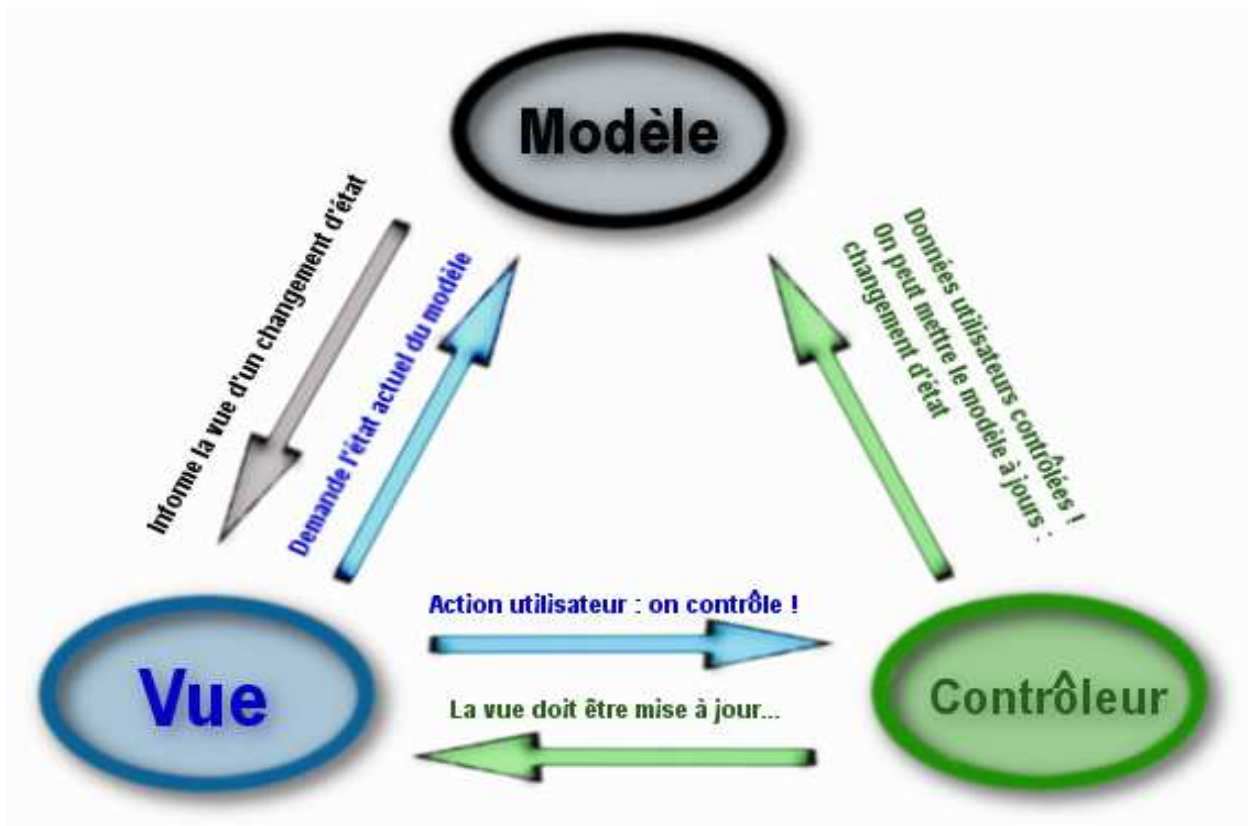 Modèle
Informe la vue d'un changement d'état
Demande l'état actuel du modèle
Données utilisateurs contrôlées !
On peut mettre le modèle à jours :
changement d'état
Action utilisateur : on contrôle !
Vue
La vue doit être mise à jour...
Contrôleur